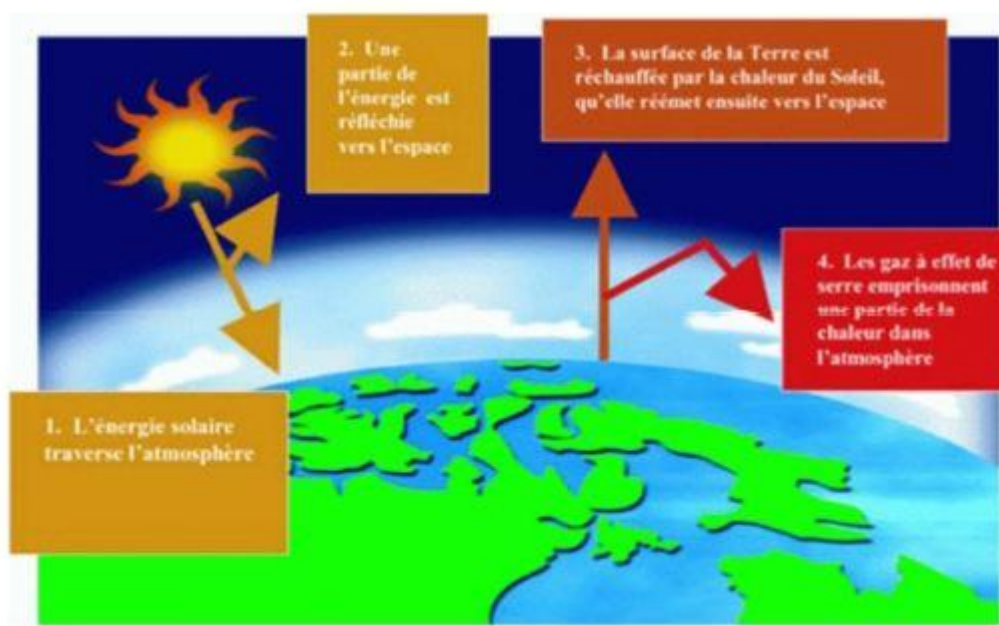 1. L'énergie solaire
traverse l'atmosphère
2. Une
partie de
l'énergie est
réfléchie
vers l'espace
3. La surface de la Terre est
réchauffée par la chaleur du Soleil,
qu'elle réémet ensuite vers l'espace
4. Les gaz à effet de
serre emprisonnent
une partie de la
chaleur dans
l'atmosphère